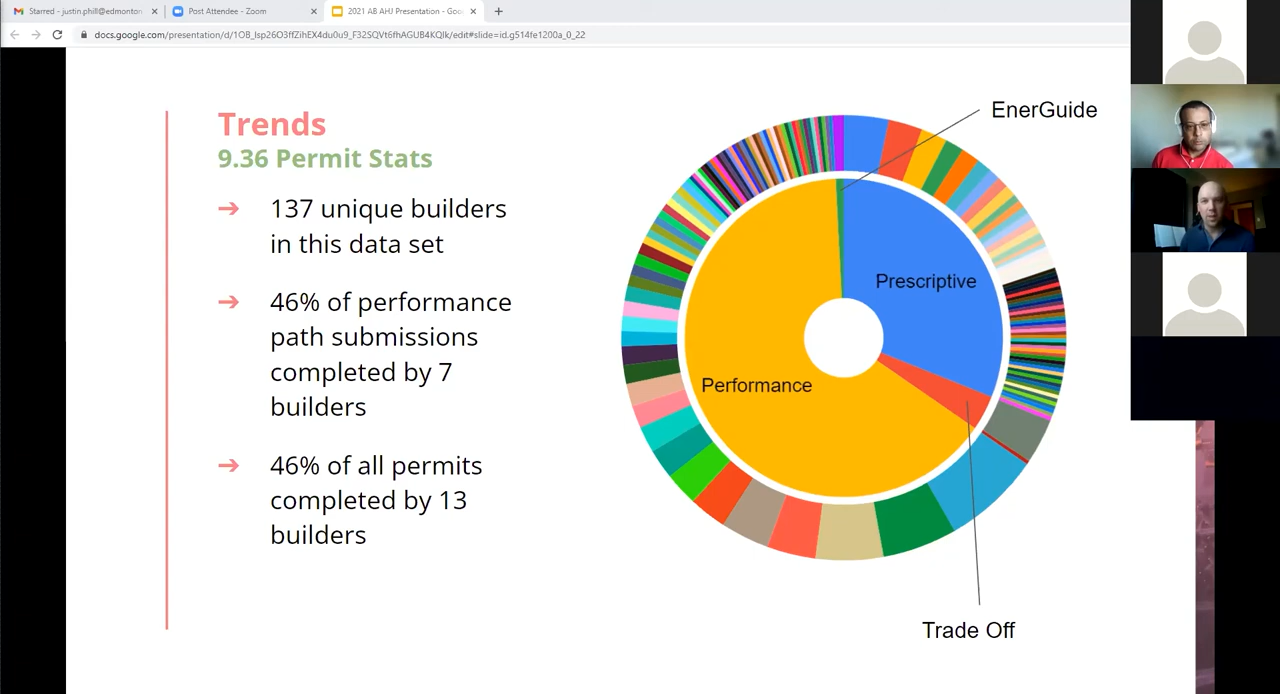 Starred - justin.phill@edmonton
Post Attendee - Zoom
2021 AB AHJ Presentation - Goo
docs.google.com/presentation/d/1OB_lsp26O3ffZihEX4du0u9_F32SQVt6fhAGUB4KQlk/edit#slide=id.g514fe1200a_0_22
Trends
9.36 Permit Stats
➔ 137 unique builders
in this data set
➔ 46% of performance
path submissions
completed by 7
builders
➔ 46% of all permits
completed by 13
builders
EnerGuide
Prescriptive
Performance
Trade Off